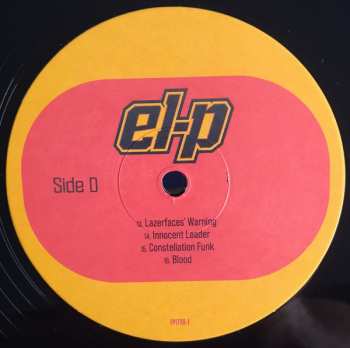 el-p
Side D
13. Lazerfaces' Warning
14. Innocent Leader
15. Constellation Funk
16. Blood